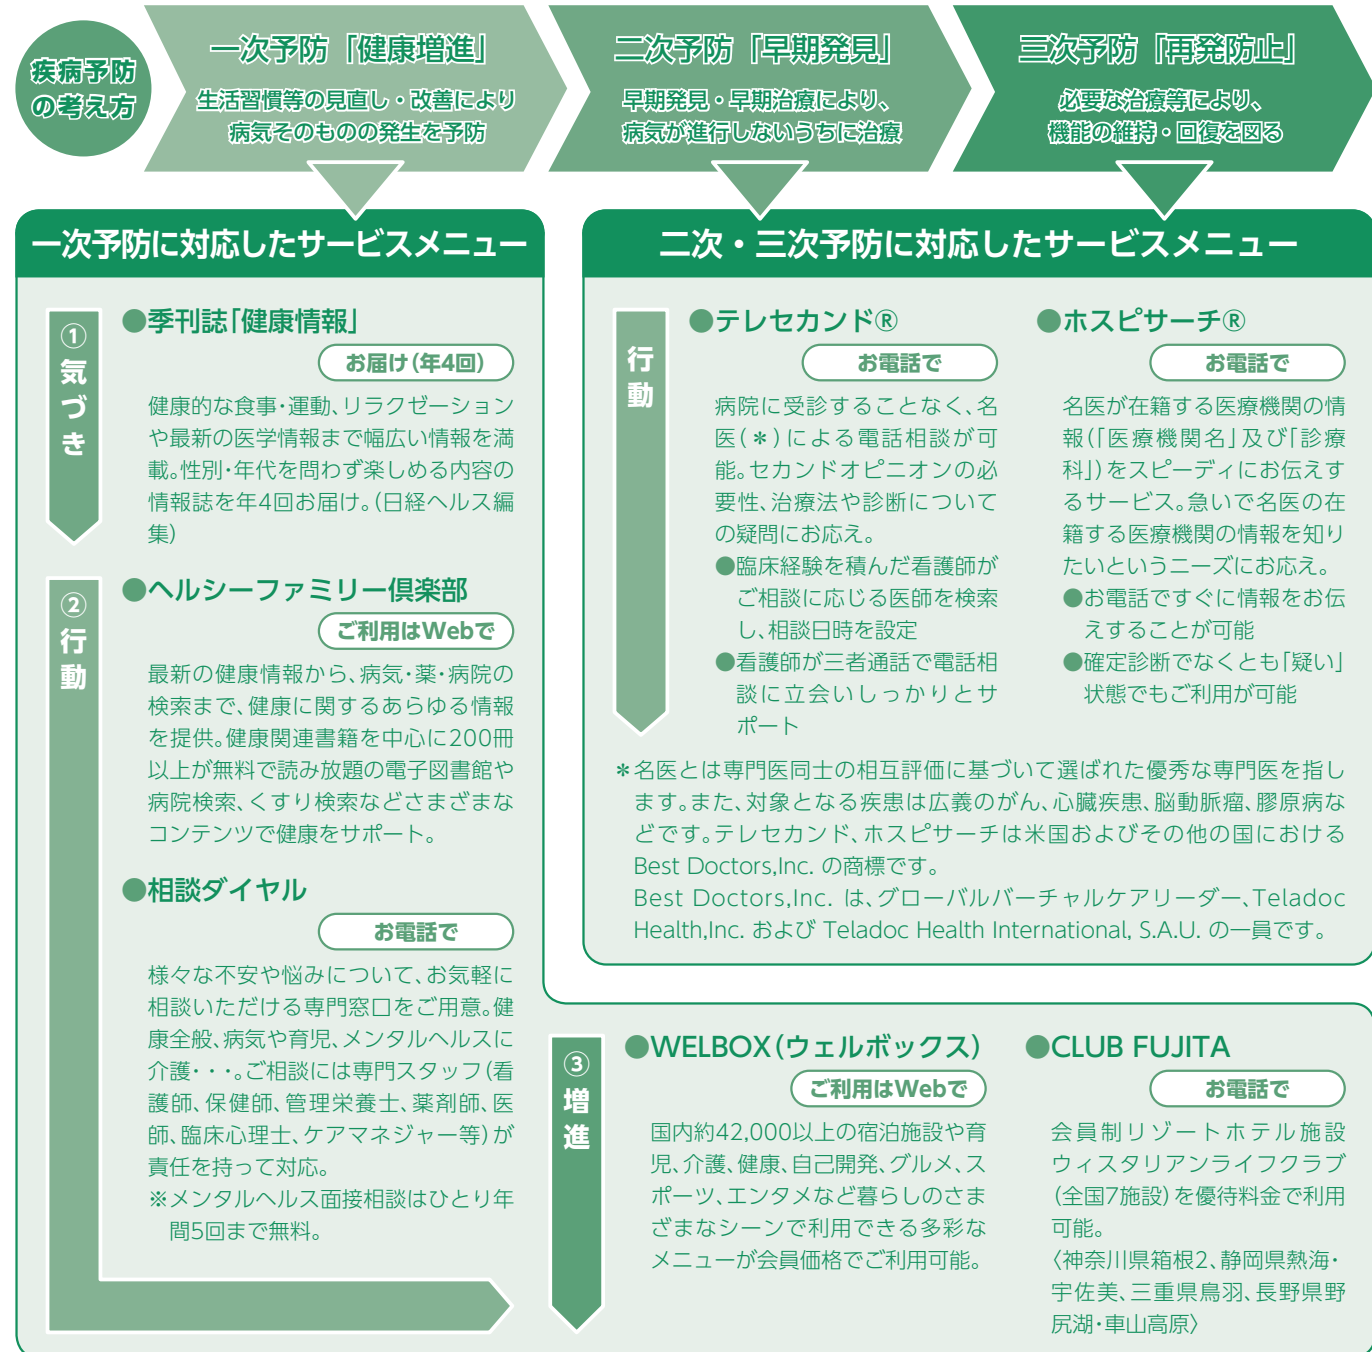 疾病予防
の考え方
一次予防「健康増進」
生活習慣等の見直し・改善により
病気そのものの発生を予防
二次予防「早期発見」
早期発見・早期治療により、
病気が進行しないうちに治療
三次予防「再発防止」
必要な治療等により、
機能の維持・回復を図る
一次予防に対応したサービスメニュー
①気づき
●季刊誌「健康情報」
お届け(年4回)
健康的な食事・運動、リラクゼーション
や最新の医学情報まで幅広い情報を満
載。性別・年代を問わず楽しめる内容の
情報誌を年4回お届け。(日経ヘルス編
集)
②行動
●ヘルシーファミリー倶楽部
ご利用はWebで
最新の健康情報から、病気・薬・病院の
検索まで、健康に関するあらゆる情報
を提供。健康関連書籍を中心に200冊
以上が無料で読み放題の電子図書館や
病院検索、くすり検索などさまざまな
コンテンツで健康をサポート。
●相談ダイヤル
お電話で
様々な不安や悩みについて、お気軽に
相談いただける専門窓口をご用意。健
康全般、病気や育児、メンタルヘルスに
介護・・・。ご相談には専門スタッフ(看
護師、保健師、管理栄養士、薬剤師、医
師、臨床心理士、ケアマネジャー等)が
責任を持って対応。
※メンタルヘルス面接相談はひとり年
間5回まで無料。
二次・三次予防に対応したサービスメニュー
行動
●テレセカンド®
お電話で
病院に受診することなく、名
医(＊)による電話相談が可
能。セカンドオピニオンの必
要性、治療法や診断について
の疑問にお応え。
●臨床経験を積んだ看護師が
ご相談に応じる医師を検索
し、相談日時を設定
●看護師が三者通話で電話相
談に立会いしっかりとサ
ポート
●ホスピサーチ®
お電話で
名医が在籍する医療機関の情
報(「医療機関名」及び「診療
科」)をスピーディにお伝えす
るサービス。急いで名医の在
籍する医療機関の情報を知り
たいというニーズにお応え。
●お電話ですぐに情報をお伝
えすることが可能
●確定診断でなくとも「疑い」
状態でもご利用が可能
＊名医とは専門医同士の相互評価に基づいて選ばれた優秀な専門医を指し
ます。また、対象となる疾患は広義のがん、心臓疾患、脳動脈瘤、膠原病な
どです。テレセカンド、ホスピサーチは米国およびその他の国における
Best Doctors,Inc. の商標です。
Best Doctors,Inc. は、グローバルバーチャルケアリーダー、Teladoc
Health,Inc. および Teladoc Health International, S.A.U. の一員です。
③増進
●WELBOX(ウェルボックス)
ご利用はWebで
国内約42,000以上の宿泊施設や育
児、介護、健康、自己開発、グルメ、ス
ポーツ、エンタメなど暮らしのさま
ざまなシーンで利用できる多彩な
メニューが会員価格でご利用可能。
●CLUB FUJITA
お電話で
会員制リゾートホテル施設
ウィスタリアンライフクラブ
(全国7施設)を優待料金で利用
可能。
〈神奈川県箱根2、静岡県熱海・
宇佐美、三重県鳥羽、長野県野
尻湖・車山高原〉